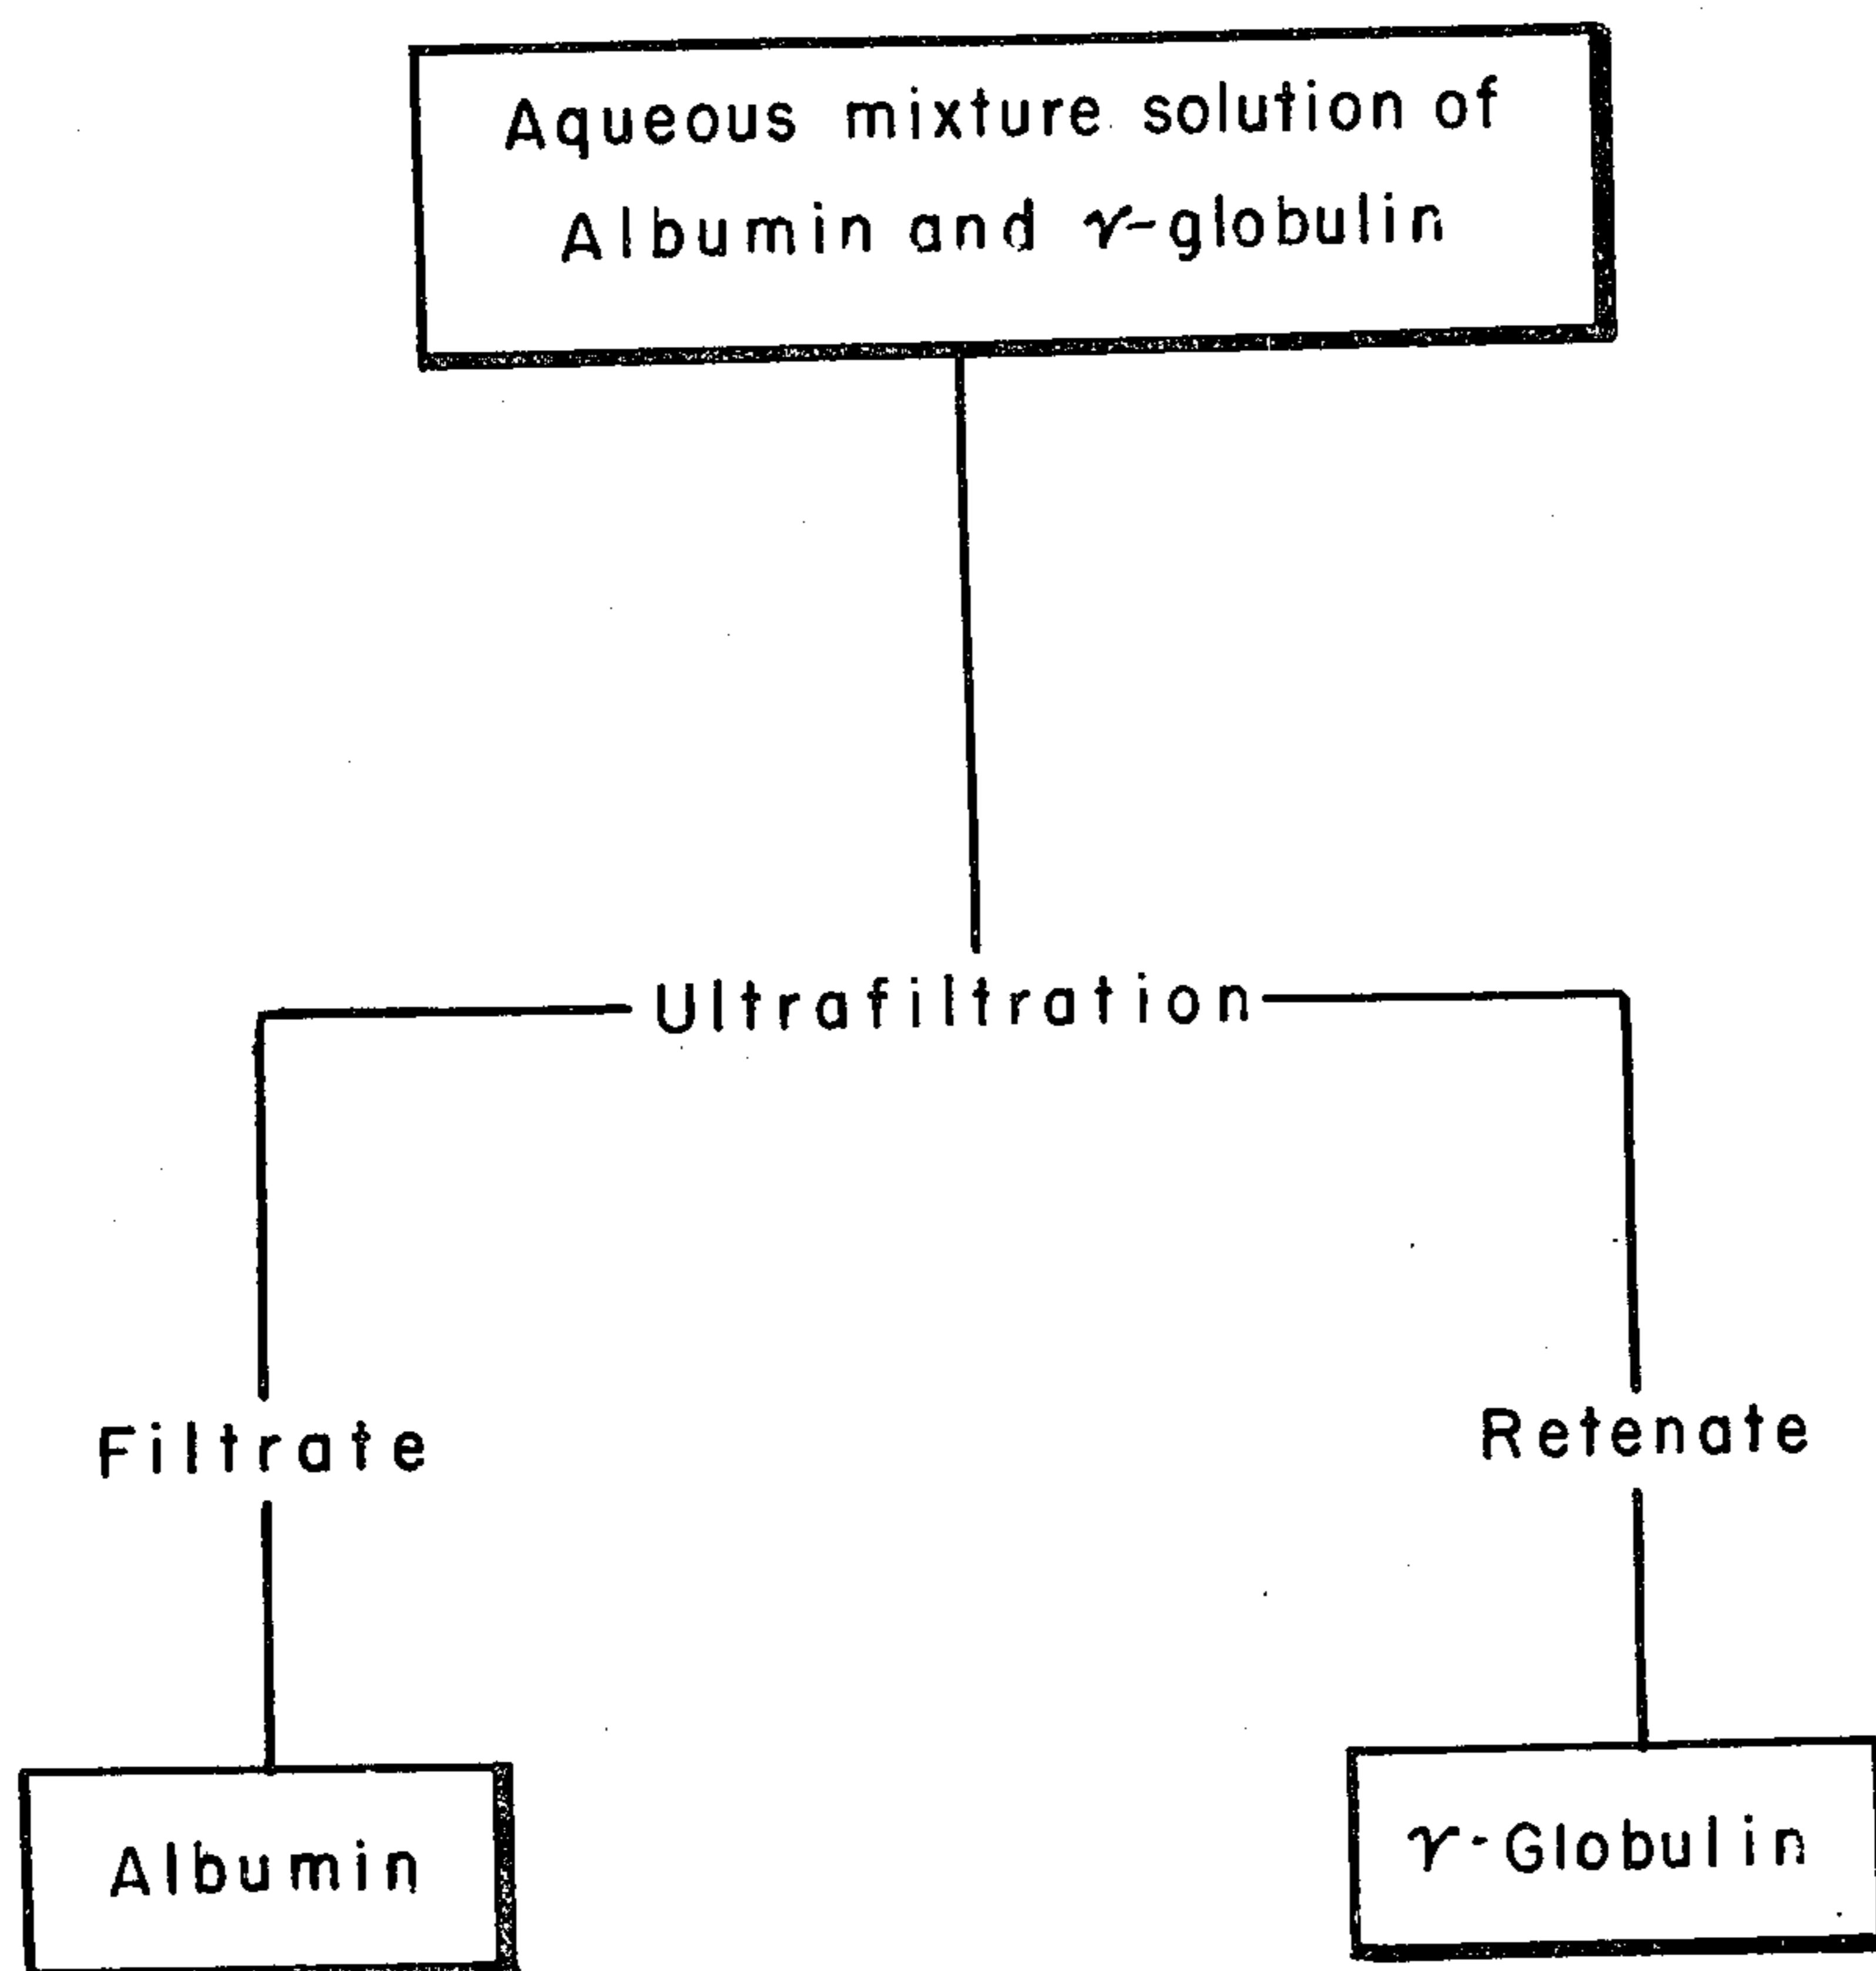 Aqueous mixture solution of
Albumin and γ-globulin
Ultrafiltration
Filtrate
Retenate
Albumin
γ-Globulin